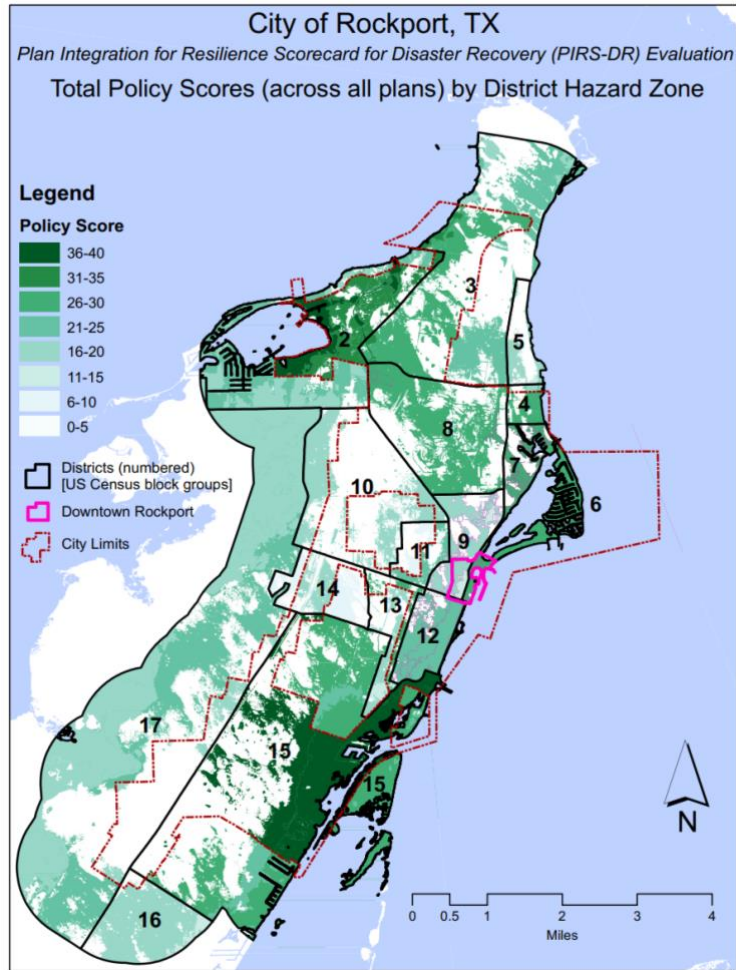 City of Rockport, TX
Plan Integration for Resilience Scorecard for Disaster Recovery (PIRS-DR) Evaluation
Total Policy Scores (across all plans) by District Hazard Zone
Legend
Policy Score
36-40
31-35
26-30
21-25
16-20
11-15
6-10
0-5
Districts (numbered)
[US Census block groups]
Downtown Rockport
City Limits
3
2
5
4
8
7
6
10
9
11
14
13
12
17
15
15
16
N
0 0.5 1 2 3 4
Miles